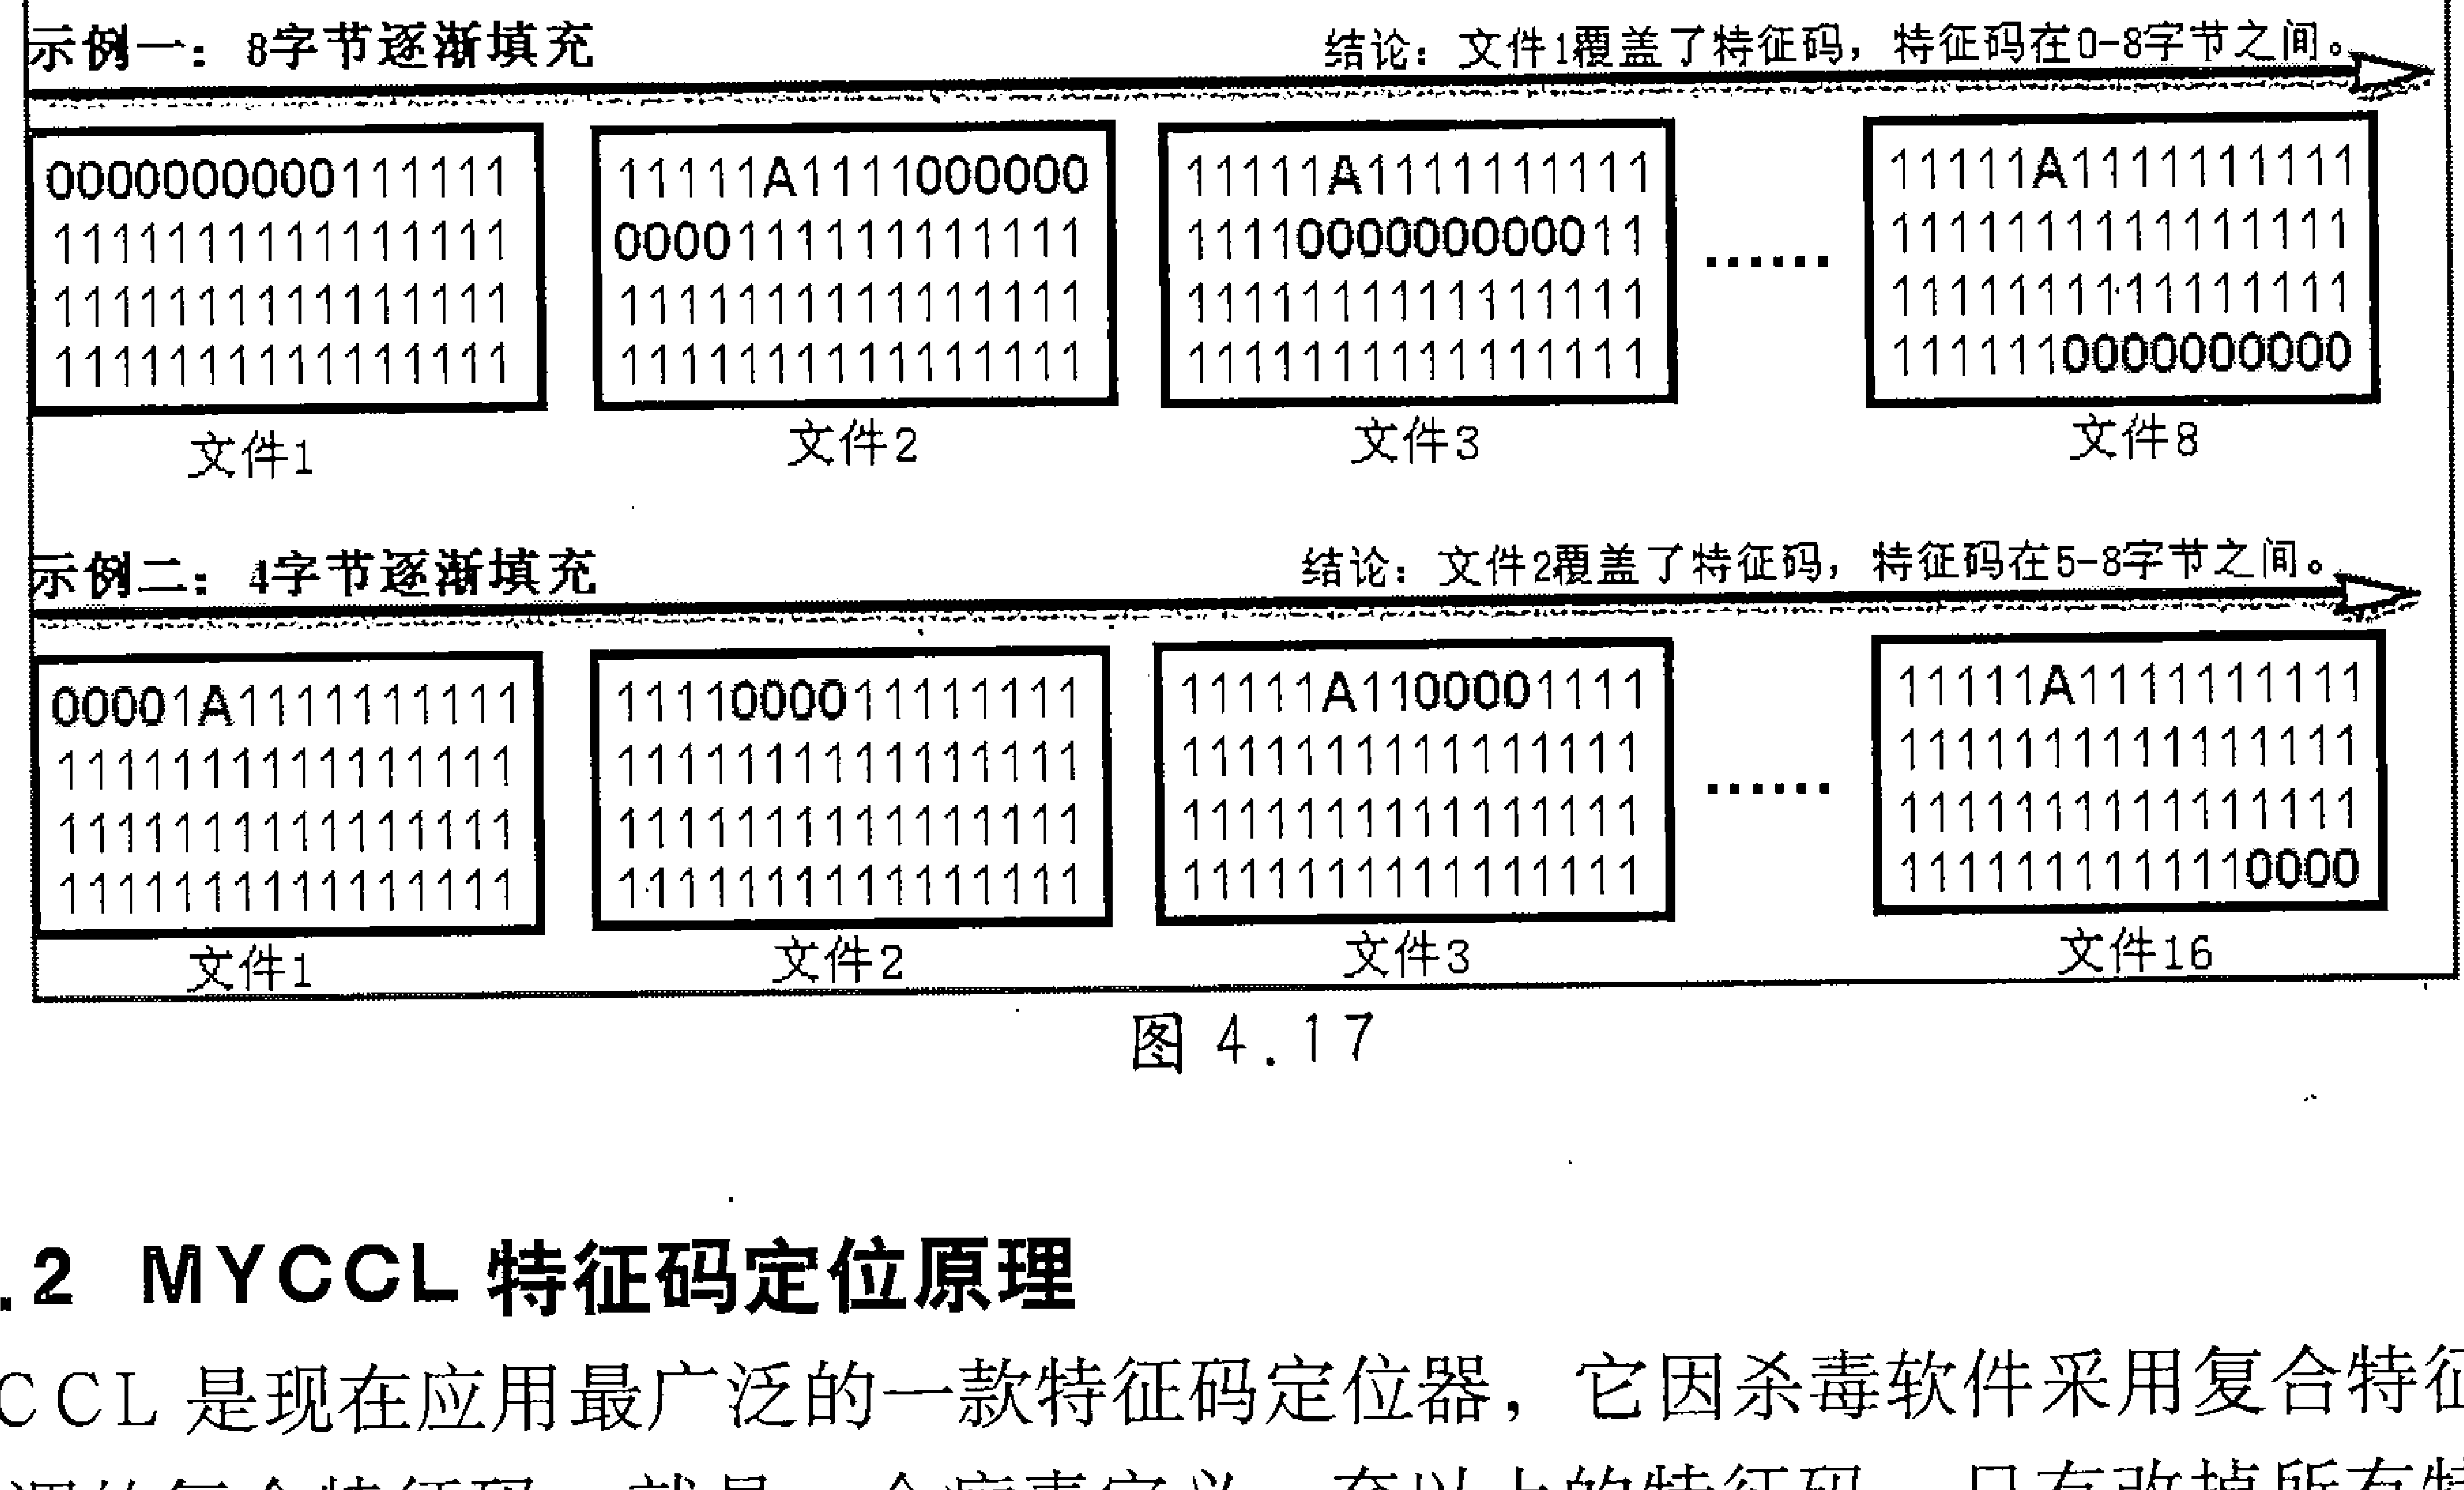 示例一：8字节逐渐填充 结论：文件1覆盖了特征码，特征码在0-8字节之间。
0000000000111111 11111A1111000000 11111A1111111111 11111A1111111111
1111111111111111 0000111111111111 1111000000000011 …… 1111111111111111
1111111111111111 1111111111111111 1111111111111111 1111111111111111
1111111111111111 1111111111111111 1111111111111111 1111110000000000
文件1 文件2 文件3 文件8
示例二：4字节逐渐填充 结论：文件2覆盖了特征码，特征码在5-8字节之间。
00001A1111111111 1111000011111111 11111A1100001111 11111A1111111111
1111111111111111 1111111111111111 1111111111111111 …… 1111111111111111
1111111111111111 1111111111111111 1111111111111111 1111111111111111
1111111111111111 1111111111111111 1111111111111111 1111111111110000
文件1 文件2 文件3 文件16
图 4.17
.2 MYCCL 特征码定位原理
CCL 是现在应用最广泛的一款特征码定位器，它因杀毒软件采用复合特征